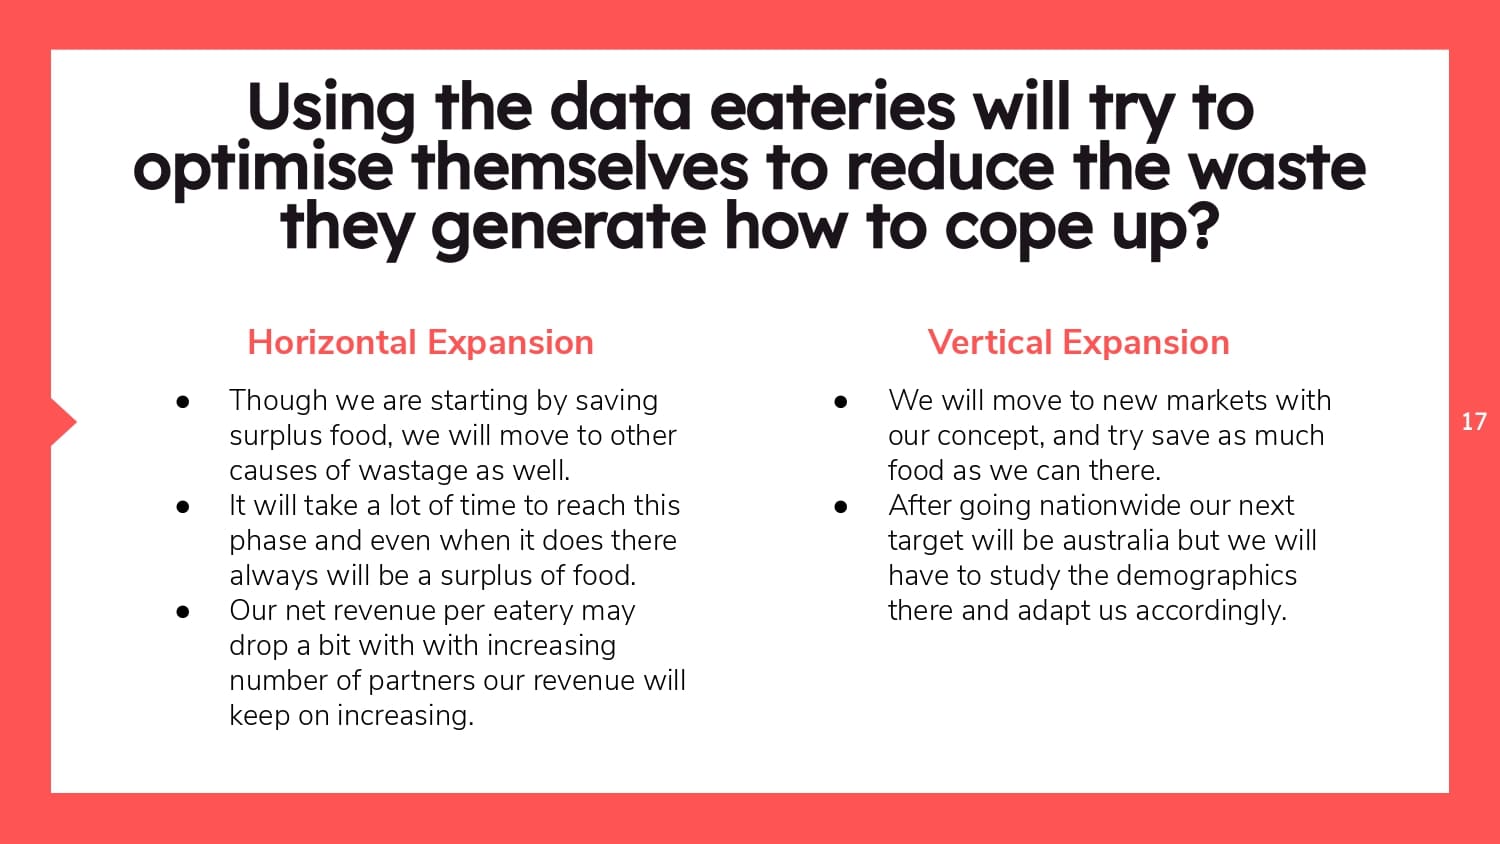 Using the data eateries will try to
optimise themselves to reduce the waste
they generate how to cope up?
Horizontal Expansion
● Though we are starting by saving
surplus food, we will move to other
causes of wastage as well.
● It will take a lot of time to reach this
phase and even when it does there
always will be a surplus of food.
● Our net revenue per eatery may
drop a bit with with increasing
number of partners our revenue will
keep on increasing.
Vertical Expansion
● We will move to new markets with
our concept, and try save as much
food as we can there.
● After going nationwide our next
target will be australia but we will
have to study the demographics
there and adapt us accordingly.
17